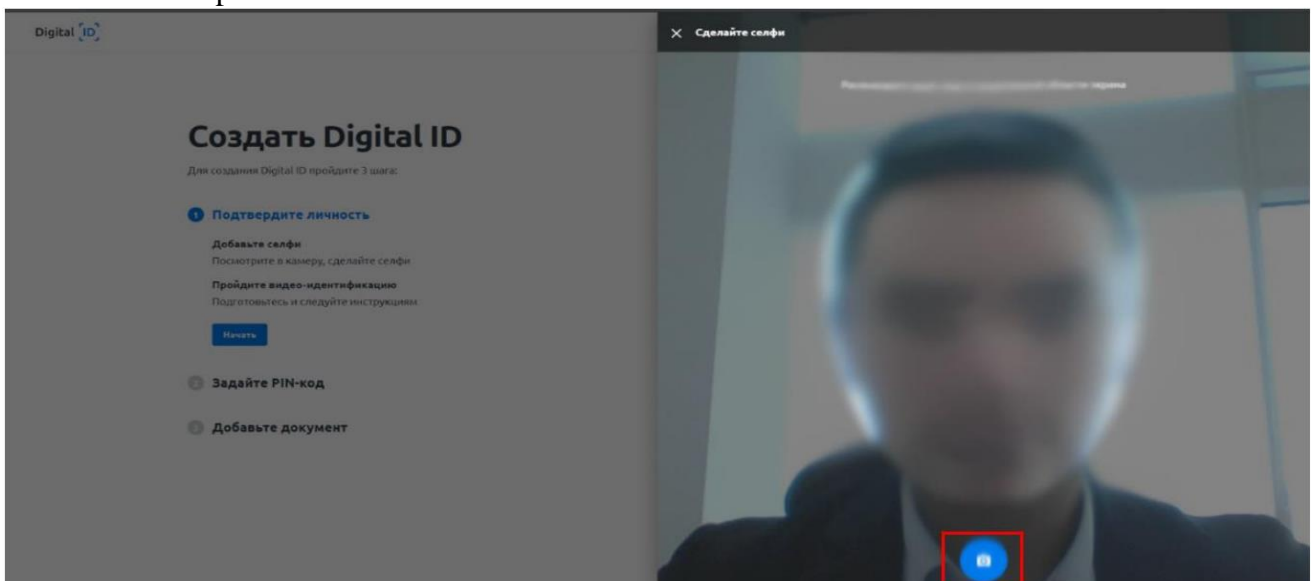 Digital ID
Сделайте селфи
Создать Digital ID
Для создания Digital ID пройдите 3 шага:
1 Подтвердите личность
Добавьте селфи
Посмотрите в камеру, сделайте селфи
Пройдите видео-идентификацию
Подготовьтесь и следуйте инструкциям
Начать
Задайте PIN-код
Добавьте документ